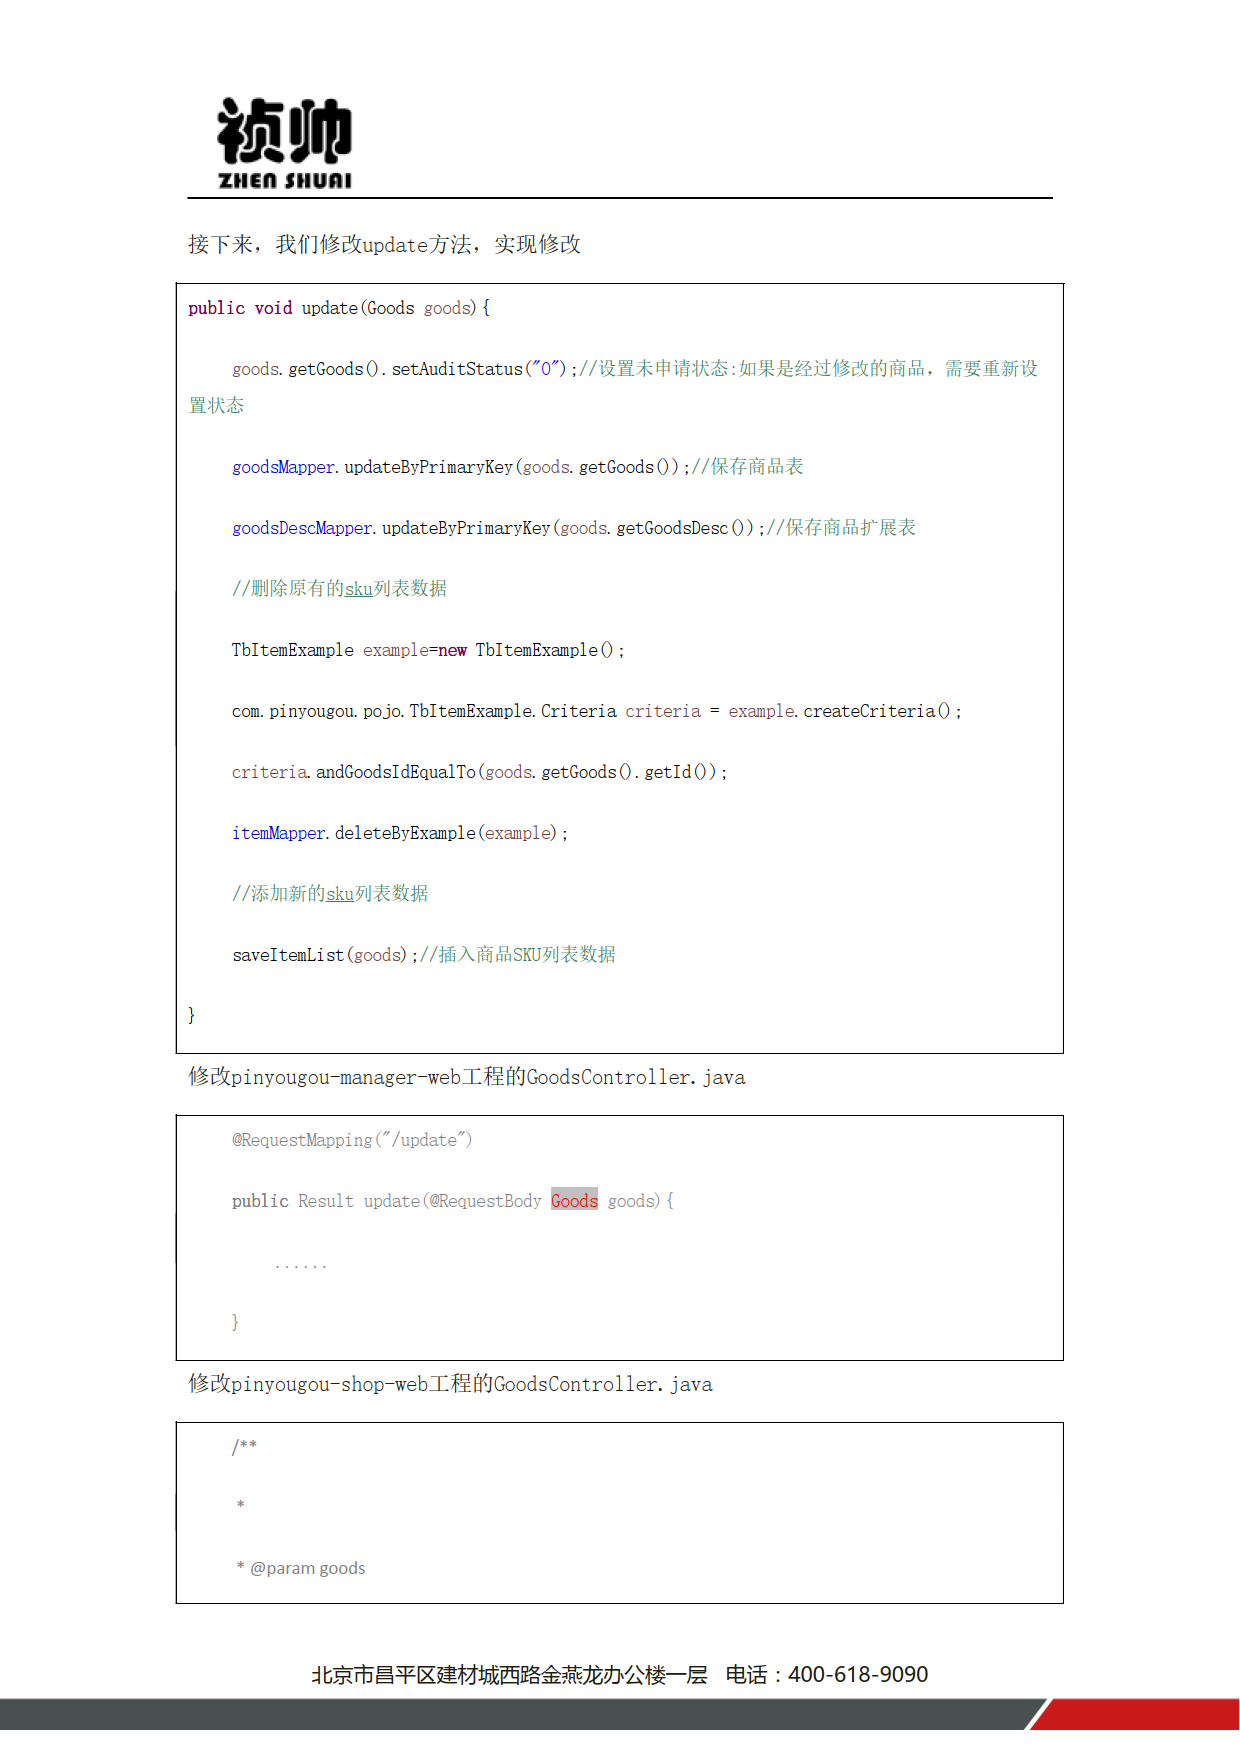 祯帅
ZHEN SHUAI
接下来，我们修改update方法，实现修改
public void update(Goods goods){
goods.getGoods().setAuditStatus("0");//设置未申请状态:如果是经过修改的商品，需要重新设
置状态
goodsMapper.updateByPrimaryKey(goods.getGoods());//保存商品表
goodsDescMapper.updateByPrimaryKey(goods.getGoodsDesc());//保存商品扩展表
//删除原有的sku列表数据
TbItemExample example=new TbItemExample();
com.pinyougou.pojo.TbItemExample.Criteria criteria = example.createCriteria();
criteria.andGoodsIdEqualTo(goods.getGoods().getId());
itemMapper.deleteByExample(example);
//添加新的sku列表数据
saveItemList(goods);//插入商品SKU列表数据
}
修改pinyougou-manager-web工程的GoodsController.java
@RequestMapping("/update")
public Result update(@RequestBody Goods goods){
......
}
修改pinyougou-shop-web工程的GoodsController.java
/**
*
* @param goods
北京市昌平区建材城西路金燕龙办公楼一层 电话：400-618-9090